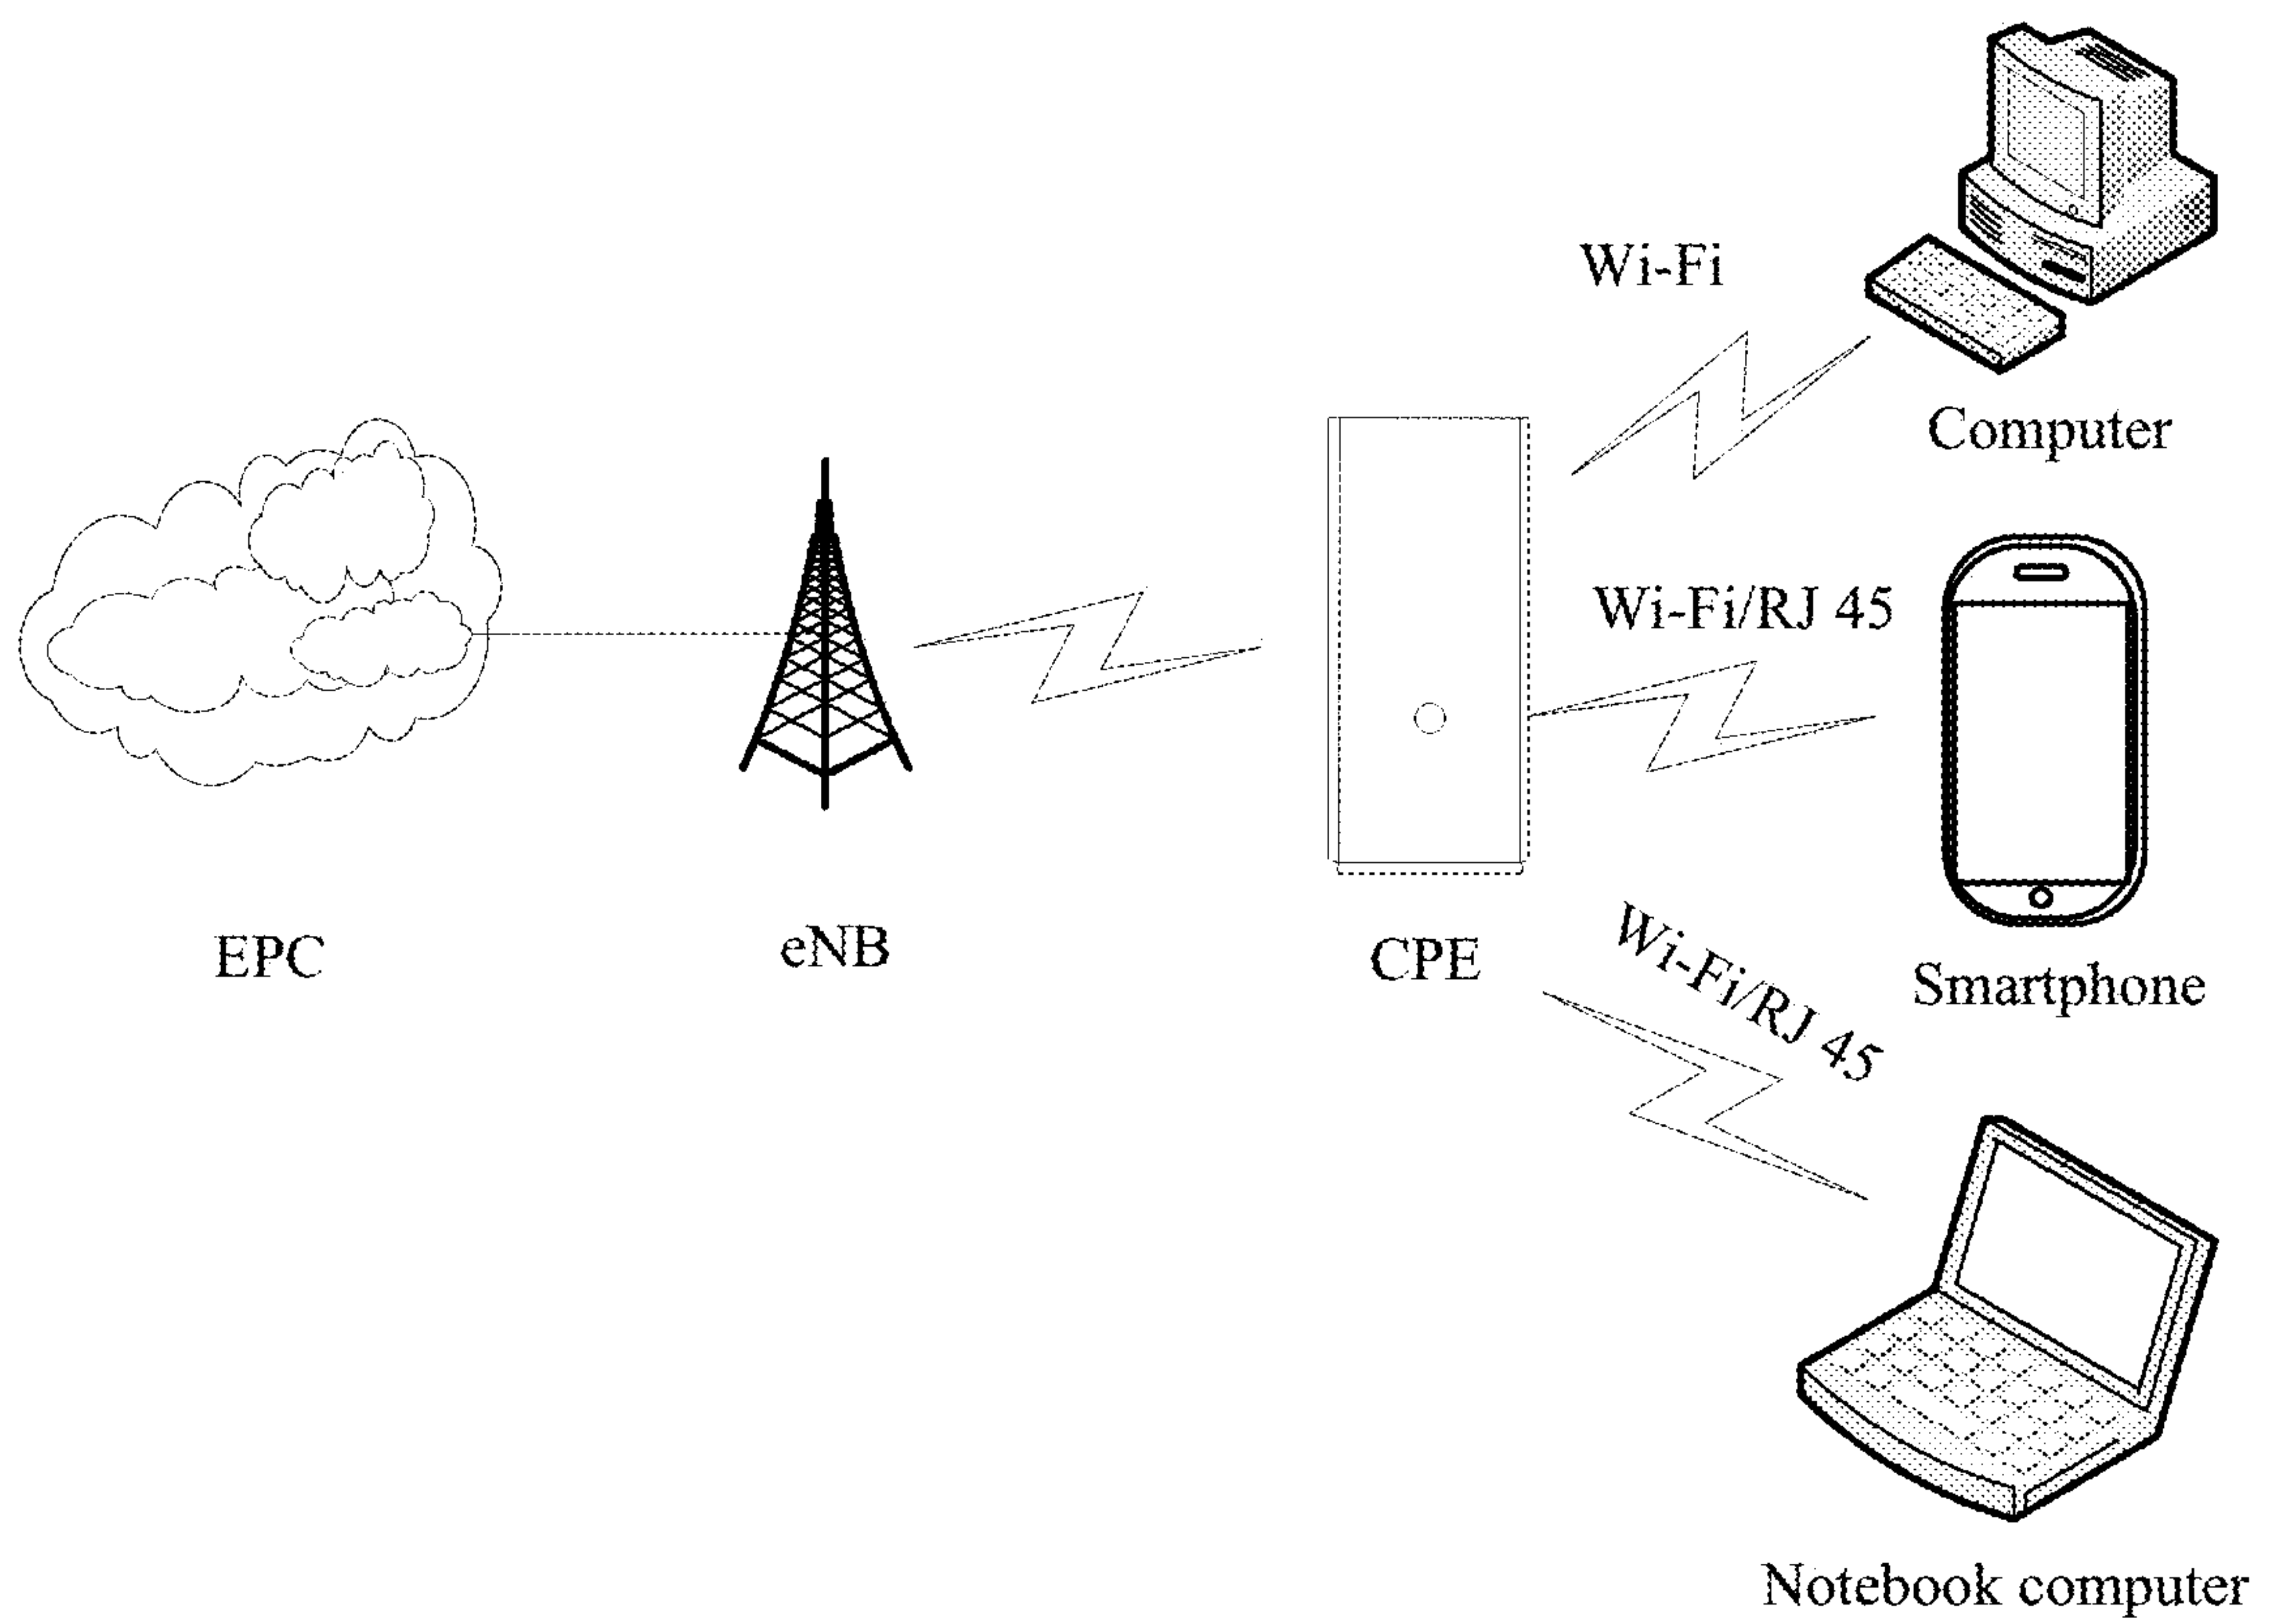 Wi-Fi
Computer
Wi-Fi/RJ 45
EPC
eNB
CPE
Wi-Fi/RJ 45
Smartphone
Notebook computer